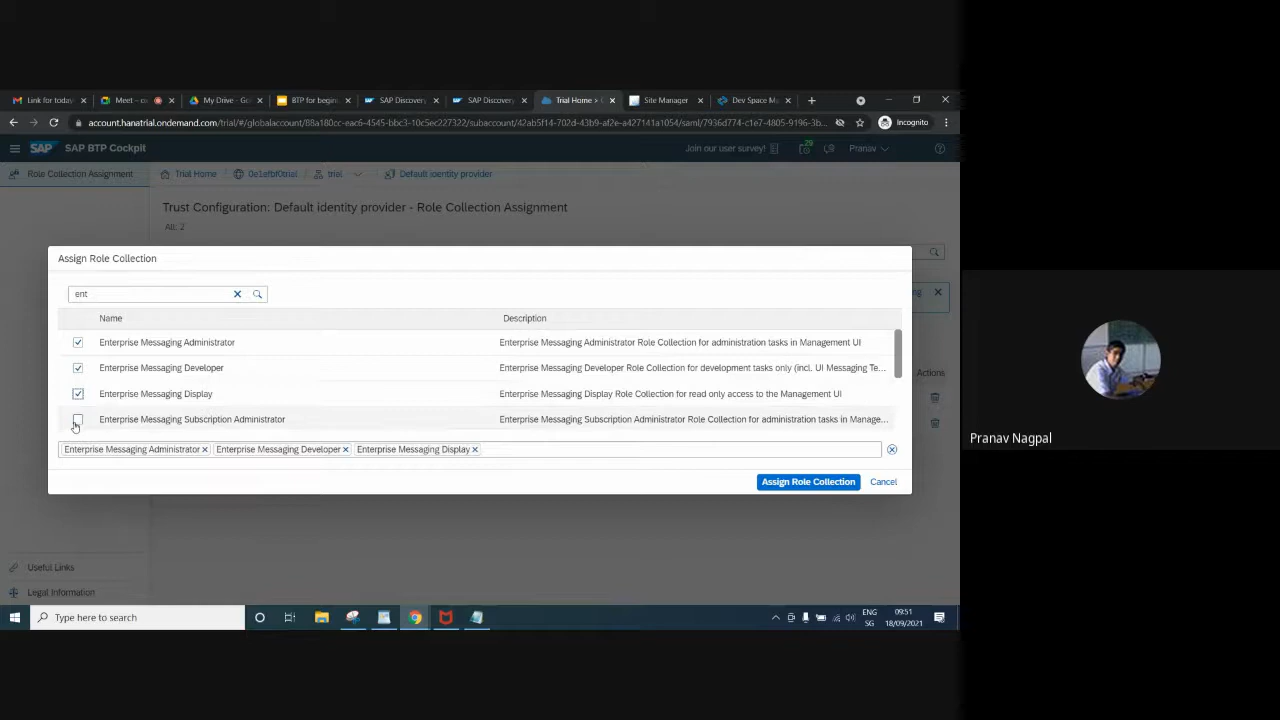 Link for today
Meet – co
My Drive - Go
BTP for begin
SAP Discovery
SAP Discovery
Trial Home > C
Site Manager
Dev Space Ma
account.hanatrial.ondemand.com/trial/#/globalaccount/88a180cc-eac6-4545-bbc3-10c5ec227322/subaccount/42ab5f14-702d-43b9-af2e-a427141a1054/saml/7936d774-c1e7-4805-9196-3b...
Incognito
SAP SAP BTP Cockpit
Join our user survey!
Pranav
Role Collection Assignment
Trial Home
0e1efbf0trial
trial
Default identity provider
Trust Configuration: Default identity provider - Role Collection Assignment
All: 2
Assign Role Collection
ent
Name Description
Enterprise Messaging Administrator Enterprise Messaging Administrator Role Collection for administration tasks in Management UI
Enterprise Messaging Developer Enterprise Messaging Developer Role Collection for development tasks only (incl. UI Messaging Te...
Enterprise Messaging Display Enterprise Messaging Display Role Collection for read only access to the Management UI
Enterprise Messaging Subscription Administrator Enterprise Messaging Subscription Administrator Role Collection for administration tasks in Manage...
Enterprise Messaging Administrator Enterprise Messaging Developer Enterprise Messaging Display
Assign Role Collection Cancel
Actions
Useful Links
Legal Information
Type here to search
ENG
SG
09:51
18/09/2021
Pranav Nagpal